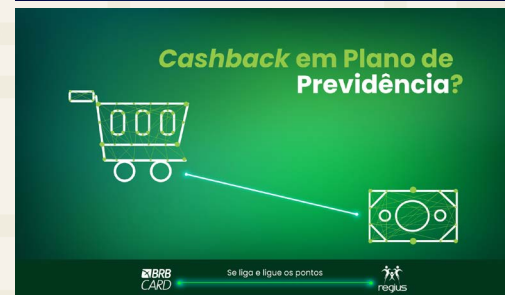 Cashback em Plano de
Previdência?
BRB
CARD
Se liga e ligue os pontos
regius